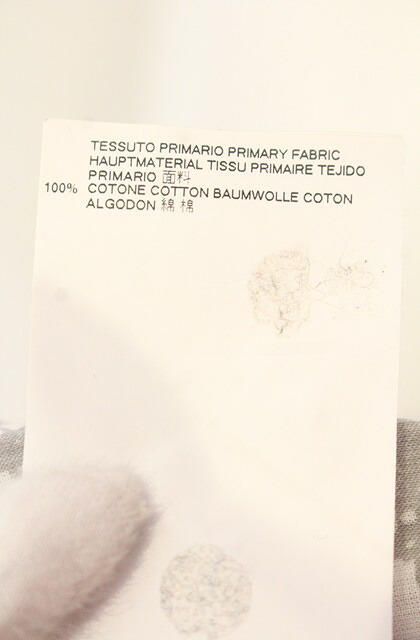 TESSUTO PRIMARIO PRIMARY FABRIC
HAUPTMATERIAL TISSU PRIMAIRE TEJIDO
PRIMARIO 面料
100% COTONE COTTON BAUMWOLLE COTON
ALGODON 綿 棉